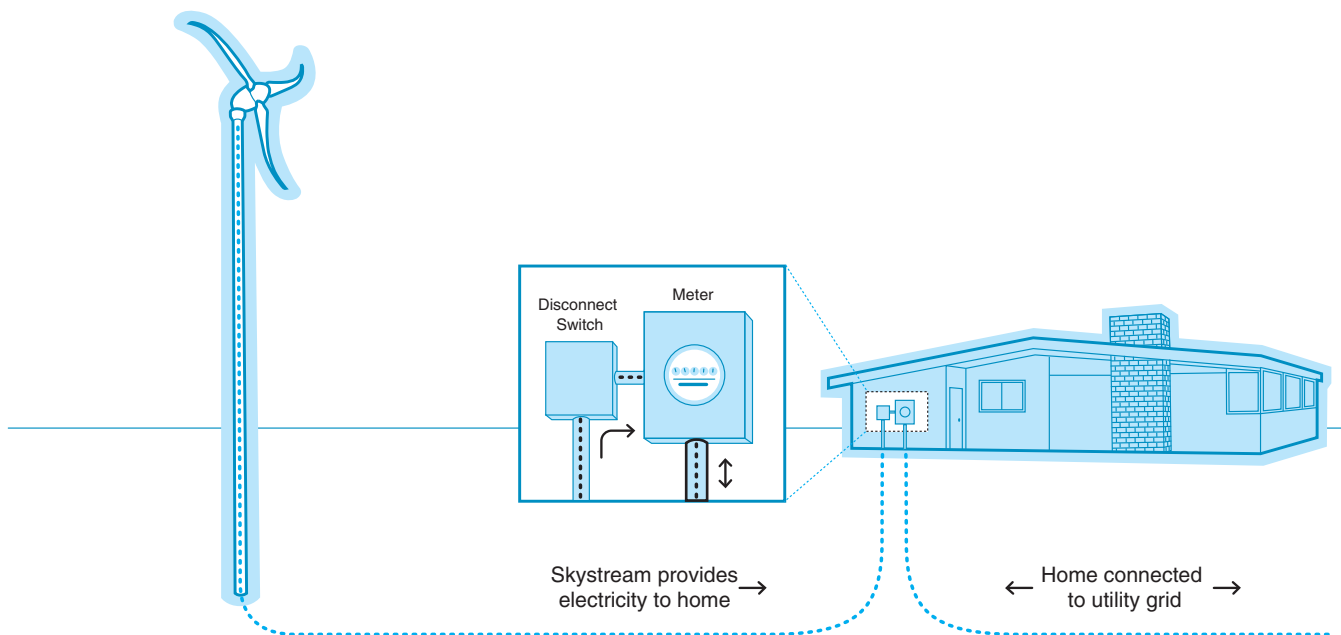 Disconnect
Switch
Meter
Skystream provides
electricity to home
Home connected
to utility grid